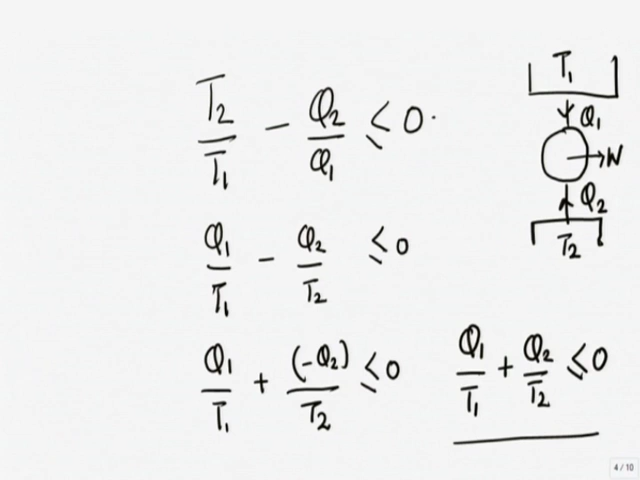 T₂/T₁ − Q₂/Q₁ ≤ 0.
Q₁/T₁ − Q₂/T₂ ≤ 0
Q₁/T₁ + (−Q₂)/T₂ ≤ 0
Q₁/T₁ + Q₂/T₂ ≤ 0
T₁
Q₁
W
Q₂
T₂
4/10